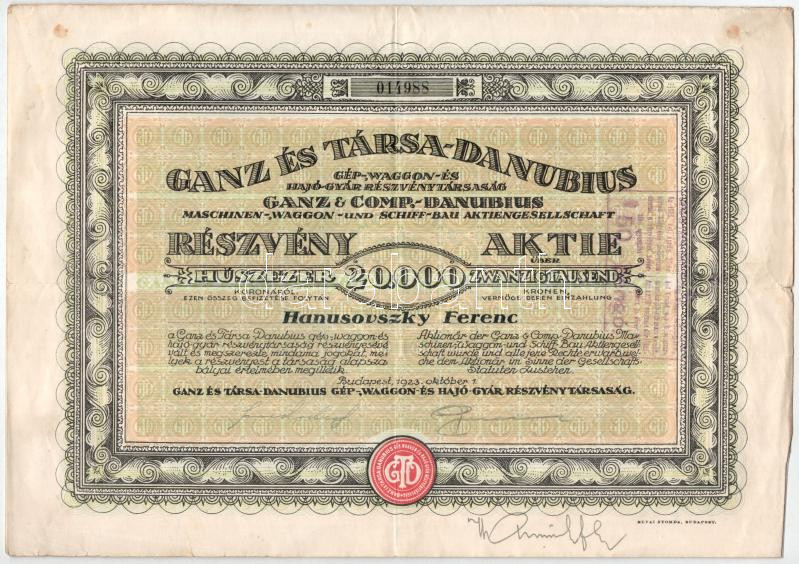 014988
GANZ ÉS TÁRSA-DANUBIUS
GÉP-, WAGGON- ÉS
HAJÓ-GYÁR RÉSZVÉNYTÁRSASÁG
GANZ & COMP.-DANUBIUS
MASCHINEN-, WAGGON- UND SCHIFF-BAU AKTIENGESELLSCHAFT
RÉSZVÉNY AKTIE
ÜBER
HÚSZEZER 20,000 ZWANZIGTAUSEND
KORONÁRÓL
EZEN ÖSSZEG BEFIZETÉSE FOLYTÁN
KRONEN
VERMÖGE DEREN EINZAHLUNG
Hanusovszky Ferenc
a Ganz és Társa Danubius gép-, waggon- és
hajó-gyár részvénytársaság részvényesévé
vált és megszerezte mindama jogokat, me-
lyek a részvényest a társaság alapsza-
bályai értelmében megilletik.
Aktionär der Ganz & Comp. Danubius Ma-
schinen-, Waggon- und Schiff-Bau Aktiengesell-
schaft wurde und alle jene Rechte erwarb, wel-
che dem Aktionär im Sinne der Gesellschafts-
Statuten zustehen.
Budapest, 1923. október 1.
GANZ ÉS TÁRSA-DANUBIUS GÉP-, WAGGON- ÉS HAJÓ-GYÁR RÉSZVÉNYTÁRSASÁG.
GTD
RÉVAI NYOMDA, BUDAPEST.